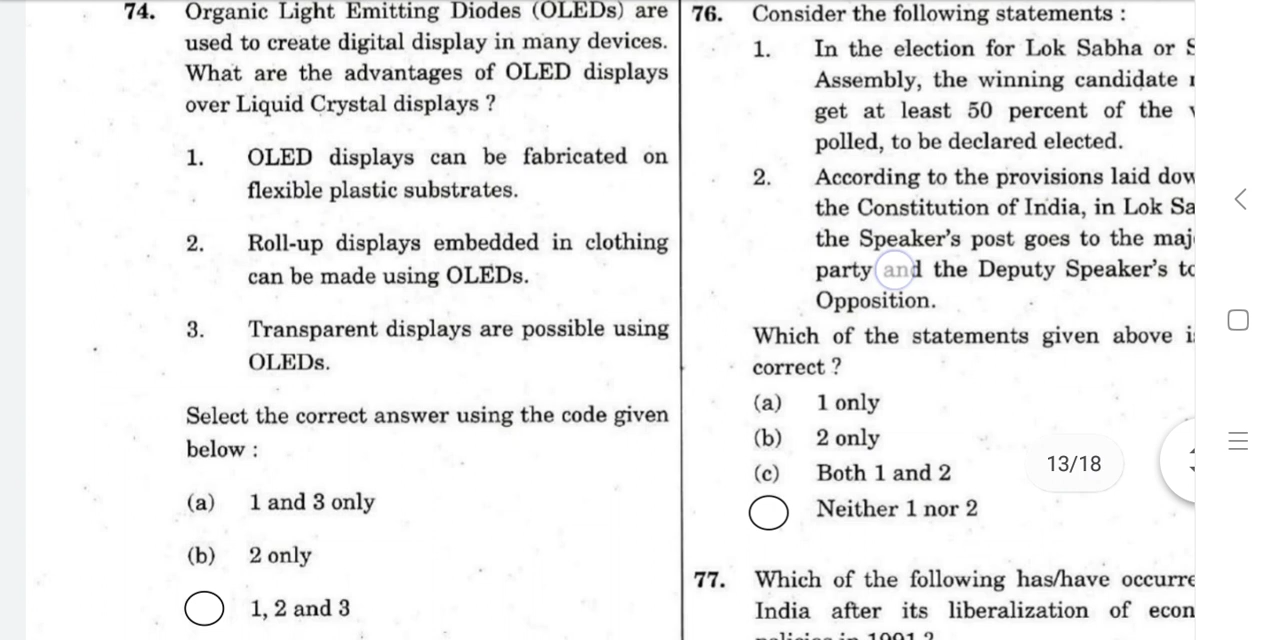 74. Organic Light Emitting Diodes (OLEDs) are
used to create digital display in many devices.
What are the advantages of OLED displays
over Liquid Crystal displays ?
1. OLED displays can be fabricated on
flexible plastic substrates.
2. Roll-up displays embedded in clothing
can be made using OLEDs.
3. Transparent displays are possible using
OLEDs.
Select the correct answer using the code given
below :
(a) 1 and 3 only
(b) 2 only
1, 2 and 3
76. Consider the following statements :
1. In the election for Lok Sabha or
Assembly, the winning candidate
get at least 50 percent of the
polled, to be declared elected.
2. According to the provisions laid
the Constitution of India, in Lok
the Speaker's post goes to the
party and the Deputy Speaker's
Opposition.
Which of the statements given above
correct ?
(a) 1 only
(b) 2 only
(c) Both 1 and 2
Neither 1 nor 2
13/18
77. Which of the following has/have
India after its liberalization of
in 1991 ?